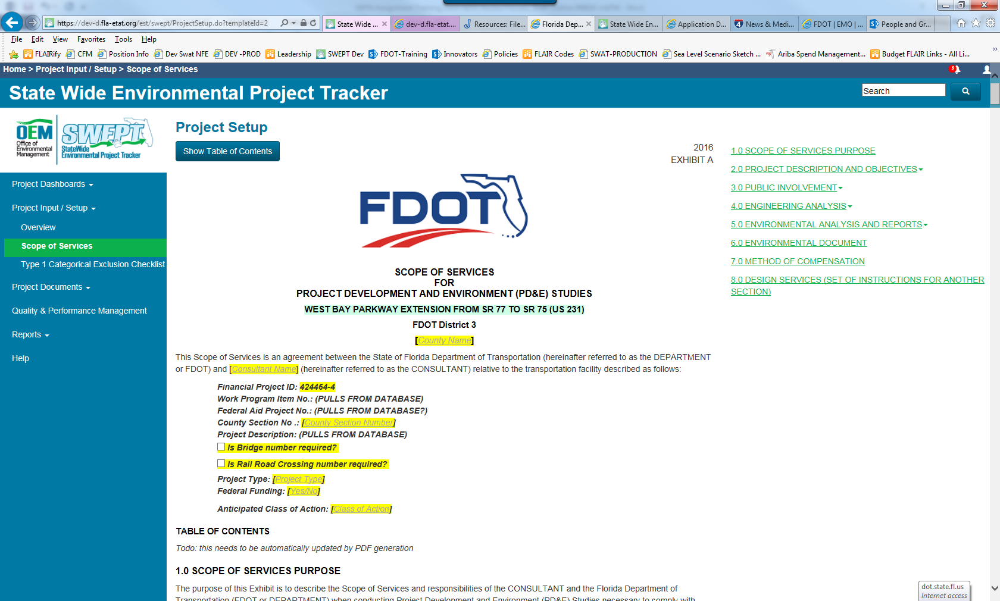 https://dev-d.fla-etat.org/est/swept/ProjectSetup.do?templateId=2
State Wide ...
dev-d.fla-etat....
Resources: File...
Florida Dep...
State Wide En...
Application D...
News & Medi...
FDOT | EMO | ...
People and Gr...
File Edit View Favorites Tools Help
FLAIRify CFM Position Info Dev Swat NFE DEV -PROD Leadership SWEPT Dev FDOT-Training Innovators Policies FLAIR Codes SWAT-PRODUCTION Sea Level Scenario Sketch ... Ariba Spend Management... Budget FLAIR Links - All Li...
Home > Project Input / Setup > Scope of Services
5
State Wide Environmental Project Tracker
Search
OEM
Office of
Environmental
Management
SWEPT
StateWide
Environmental Project Tracker
Project Dashboards
Project Input / Setup
Overview
Scope of Services
Type 1 Categorical Exclusion Checklist
Project Documents
Quality & Performance Management
Reports
Help
Project Setup
Show Table of Contents
2016
EXHIBIT A
FDOT
SCOPE OF SERVICES
FOR
PROJECT DEVELOPMENT AND ENVIRONMENT (PD&E) STUDIES
WEST BAY PARKWAY EXTENSION FROM SR 77 TO SR 75 (US 231)
FDOT District 3
[County Name]
This Scope of Services is an agreement between the State of Florida Department of Transportation (hereinafter referred to as the DEPARTMENT
or FDOT) and [Consultant Name] (hereinafter referred to as the CONSULTANT) relative to the transportation facility described as follows:
Financial Project ID: 424464-4
Work Program Item No.: (PULLS FROM DATABASE)
Federal Aid Project No.: (PULLS FROM DATABASE?)
County Section No .: [County Section Number]
Project Description: (PULLS FROM DATABASE)
Is Bridge number required?
Is Rail Road Crossing number required?
Project Type: [Project Type]
Federal Funding: [Yes/No]
Anticipated Class of Action: [Class of Action]
TABLE OF CONTENTS
Todo: this needs to be automatically updated by PDF generation
1.0 SCOPE OF SERVICES PURPOSE
The purpose of this Exhibit is to describe the Scope of Services and responsibilities of the CONSULTANT and the Florida Department of
Transportation (FDOT or DEPARTMENT) when conducting Project Development and Environment (PD&E) Studies necessary to comply with
1.0 SCOPE OF SERVICES PURPOSE
2.0 PROJECT DESCRIPTION AND OBJECTIVES
3.0 PUBLIC INVOLVEMENT
4.0 ENGINEERING ANALYSIS
5.0 ENVIRONMENTAL ANALYSIS AND REPORTS
6.0 ENVIRONMENTAL DOCUMENT
7.0 METHOD OF COMPENSATION
8.0 DESIGN SERVICES (SET OF INSTRUCTIONS FOR ANOTHER
SECTION)
dot.state.fl.us
Internet access